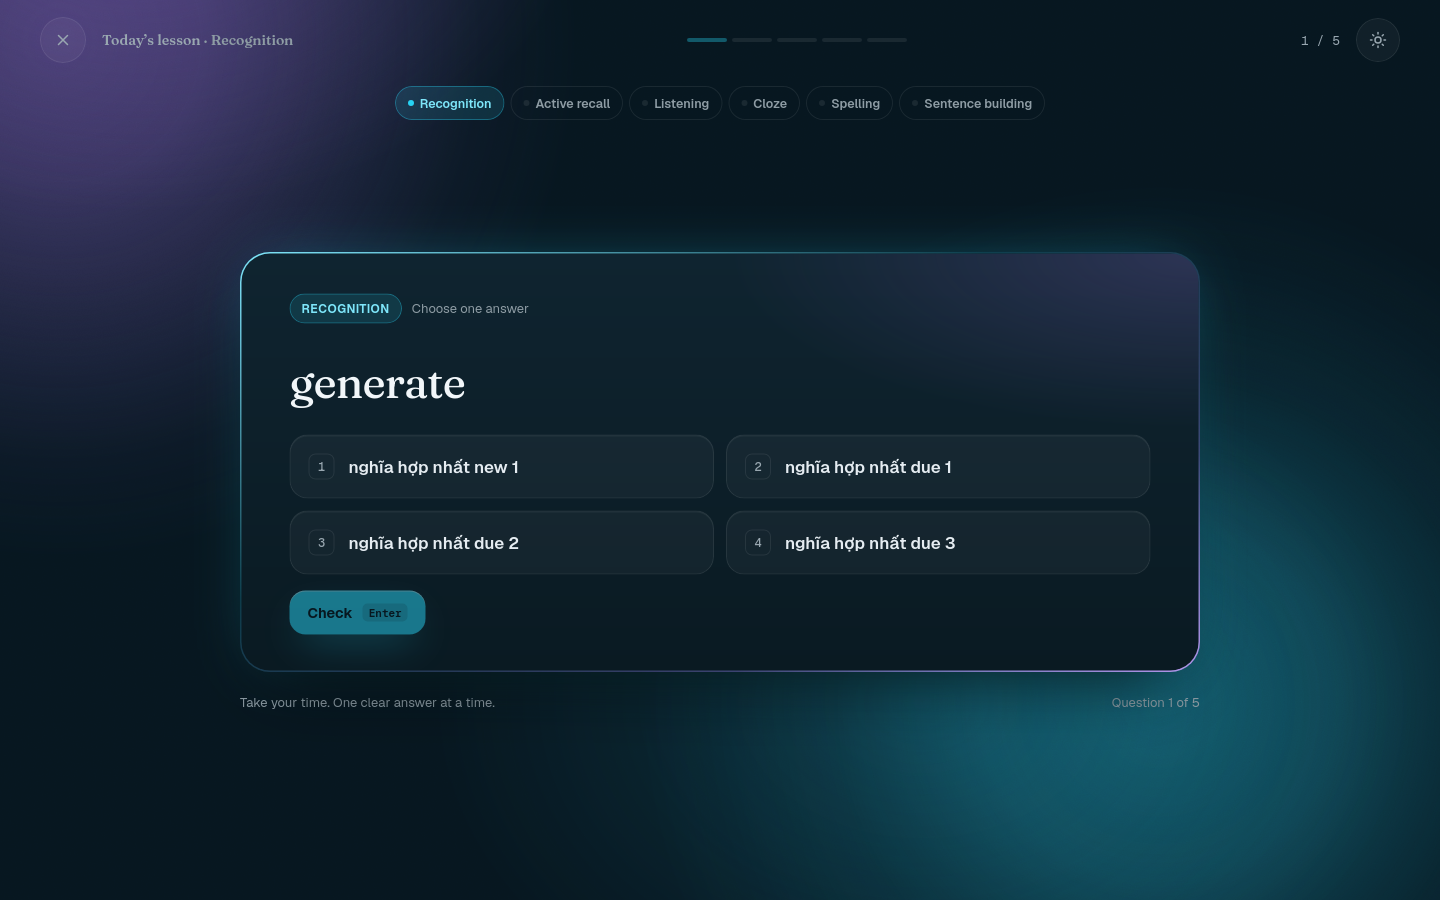 Today’s lesson · Recognition
1 / 5
Recognition
Active recall
Listening
Cloze
Spelling
Sentence building
RECOGNITION
Choose one answer
generate
1 nghĩa hợp nhất new 1
2 nghĩa hợp nhất due 1
3 nghĩa hợp nhất due 2
4 nghĩa hợp nhất due 3
Check Enter
Take your time. One clear answer at a time.
Question 1 of 5